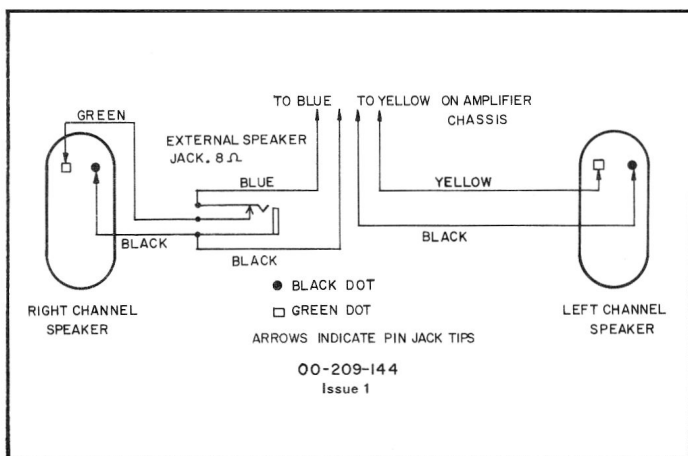 TO BLUE TO YELLOW ON AMPLIFIER
CHASSIS
GREEN
EXTERNAL SPEAKER
JACK. 8 Ω
BLUE
YELLOW
BLACK
BLACK
BLACK
● BLACK DOT
□ GREEN DOT
RIGHT CHANNEL
SPEAKER
LEFT CHANNEL
SPEAKER
ARROWS INDICATE PIN JACK TIPS
00-209-144
Issue 1